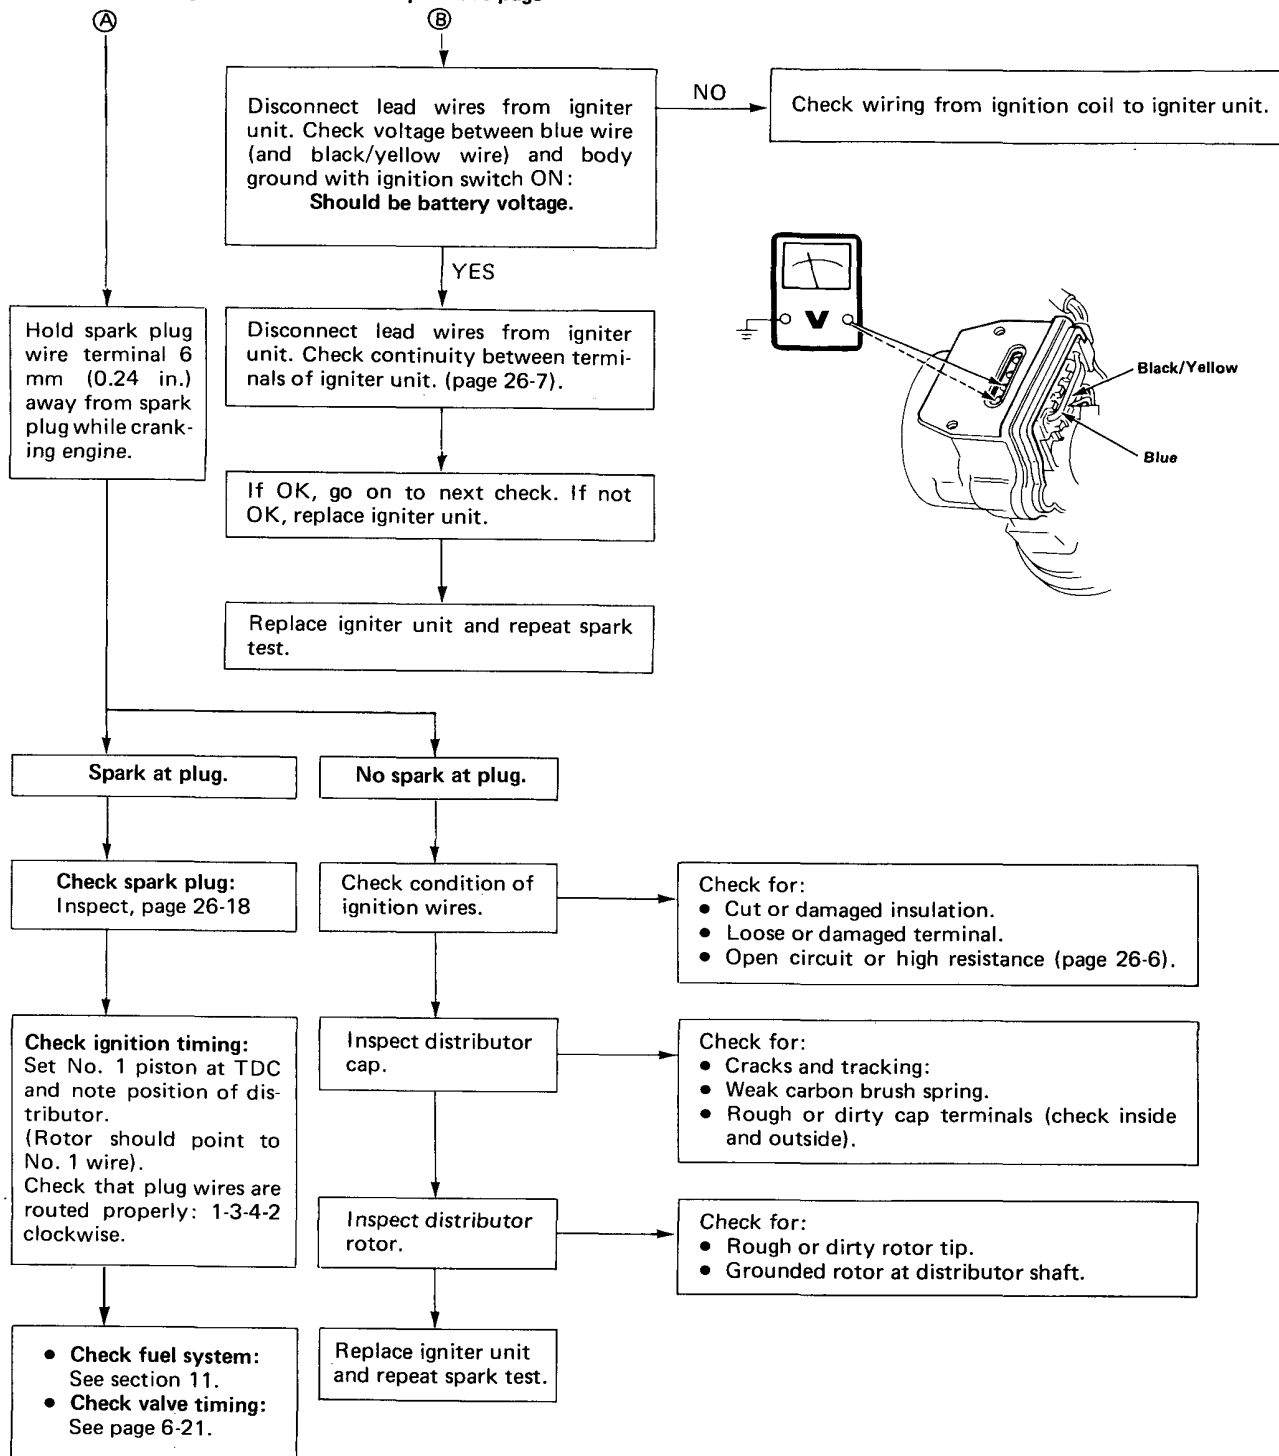 page
A
B
Disconnect lead wires from igniter
unit. Check voltage between blue wire
(and black/yellow wire) and body
ground with ignition switch ON:
Should be battery voltage.
NO
Check wiring from ignition coil to igniter unit.
YES
Hold spark plug
wire terminal 6
mm (0.24 in.)
away from spark
plug while crank-
ing engine.
Disconnect lead wires from igniter
unit. Check continuity between termi-
nals of igniter unit. (page 26-7).
If OK, go on to next check. If not
OK, replace igniter unit.
Replace igniter unit and repeat spark
test.
V
Black/Yellow
Blue
Spark at plug.
No spark at plug.
Check spark plug:
Inspect, page 26-18
Check condition of
ignition wires.
Check for:
● Cut or damaged insulation.
● Loose or damaged terminal.
● Open circuit or high resistance (page 26-6).
Check ignition timing:
Set No. 1 piston at TDC
and note position of dis-
tributor.
(Rotor should point to
No. 1 wire).
Check that plug wires are
routed properly: 1-3-4-2
clockwise.
Inspect distributor
cap.
Check for:
● Cracks and tracking:
● Weak carbon brush spring.
● Rough or dirty cap terminals (check inside
and outside).
Inspect distributor
rotor.
Check for:
● Rough or dirty rotor tip.
● Grounded rotor at distributor shaft.
● Check fuel system:
See section 11.
● Check valve timing:
See page 6-21.
Replace igniter unit
and repeat spark test.